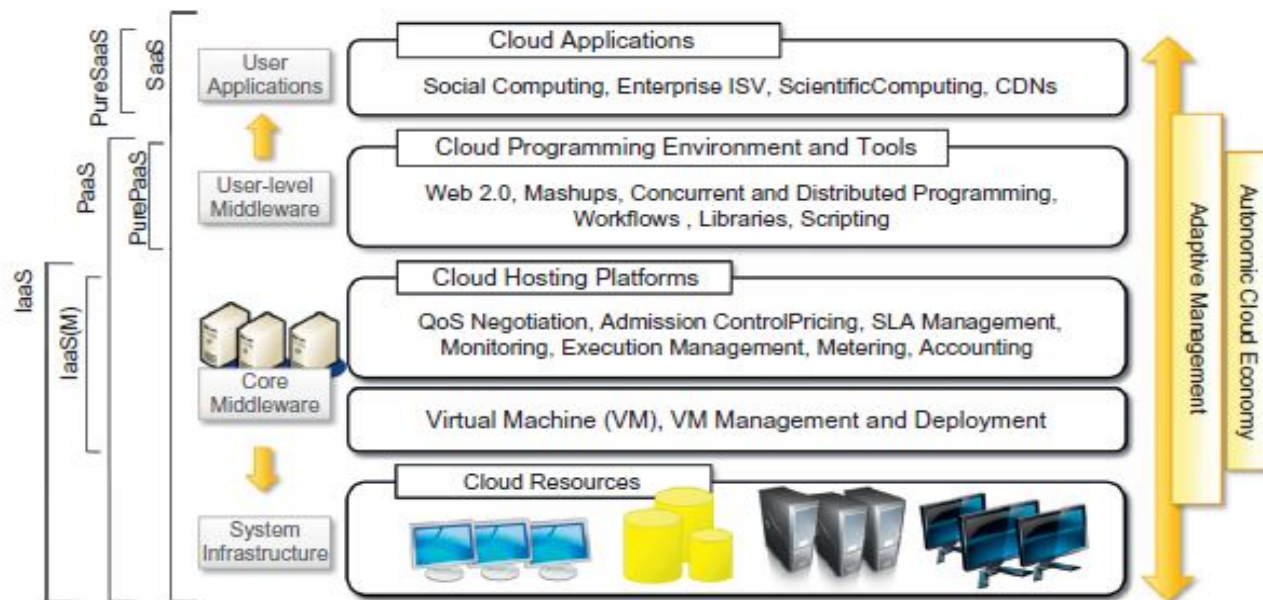 Cloud Applications
Social Computing, Enterprise ISV, ScientificComputing, CDNs
User
Applications
Cloud Programming Environment and Tools
Web 2.0, Mashups, Concurrent and Distributed Programming,
Workflows , Libraries, Scripting
User-level
Middleware
Cloud Hosting Platforms
QoS Negotiation, Admission ControlPricing, SLA Management,
Monitoring, Execution Management, Metering, Accounting
Core
Middleware
Virtual Machine (VM), VM Management and Deployment
Cloud Resources
System
Infrastructure
PureSaaS
SaaS
PaaS
PurePaaS
IaaS
IaaS(M)
Adaptive Management
Autonomic Cloud Economy